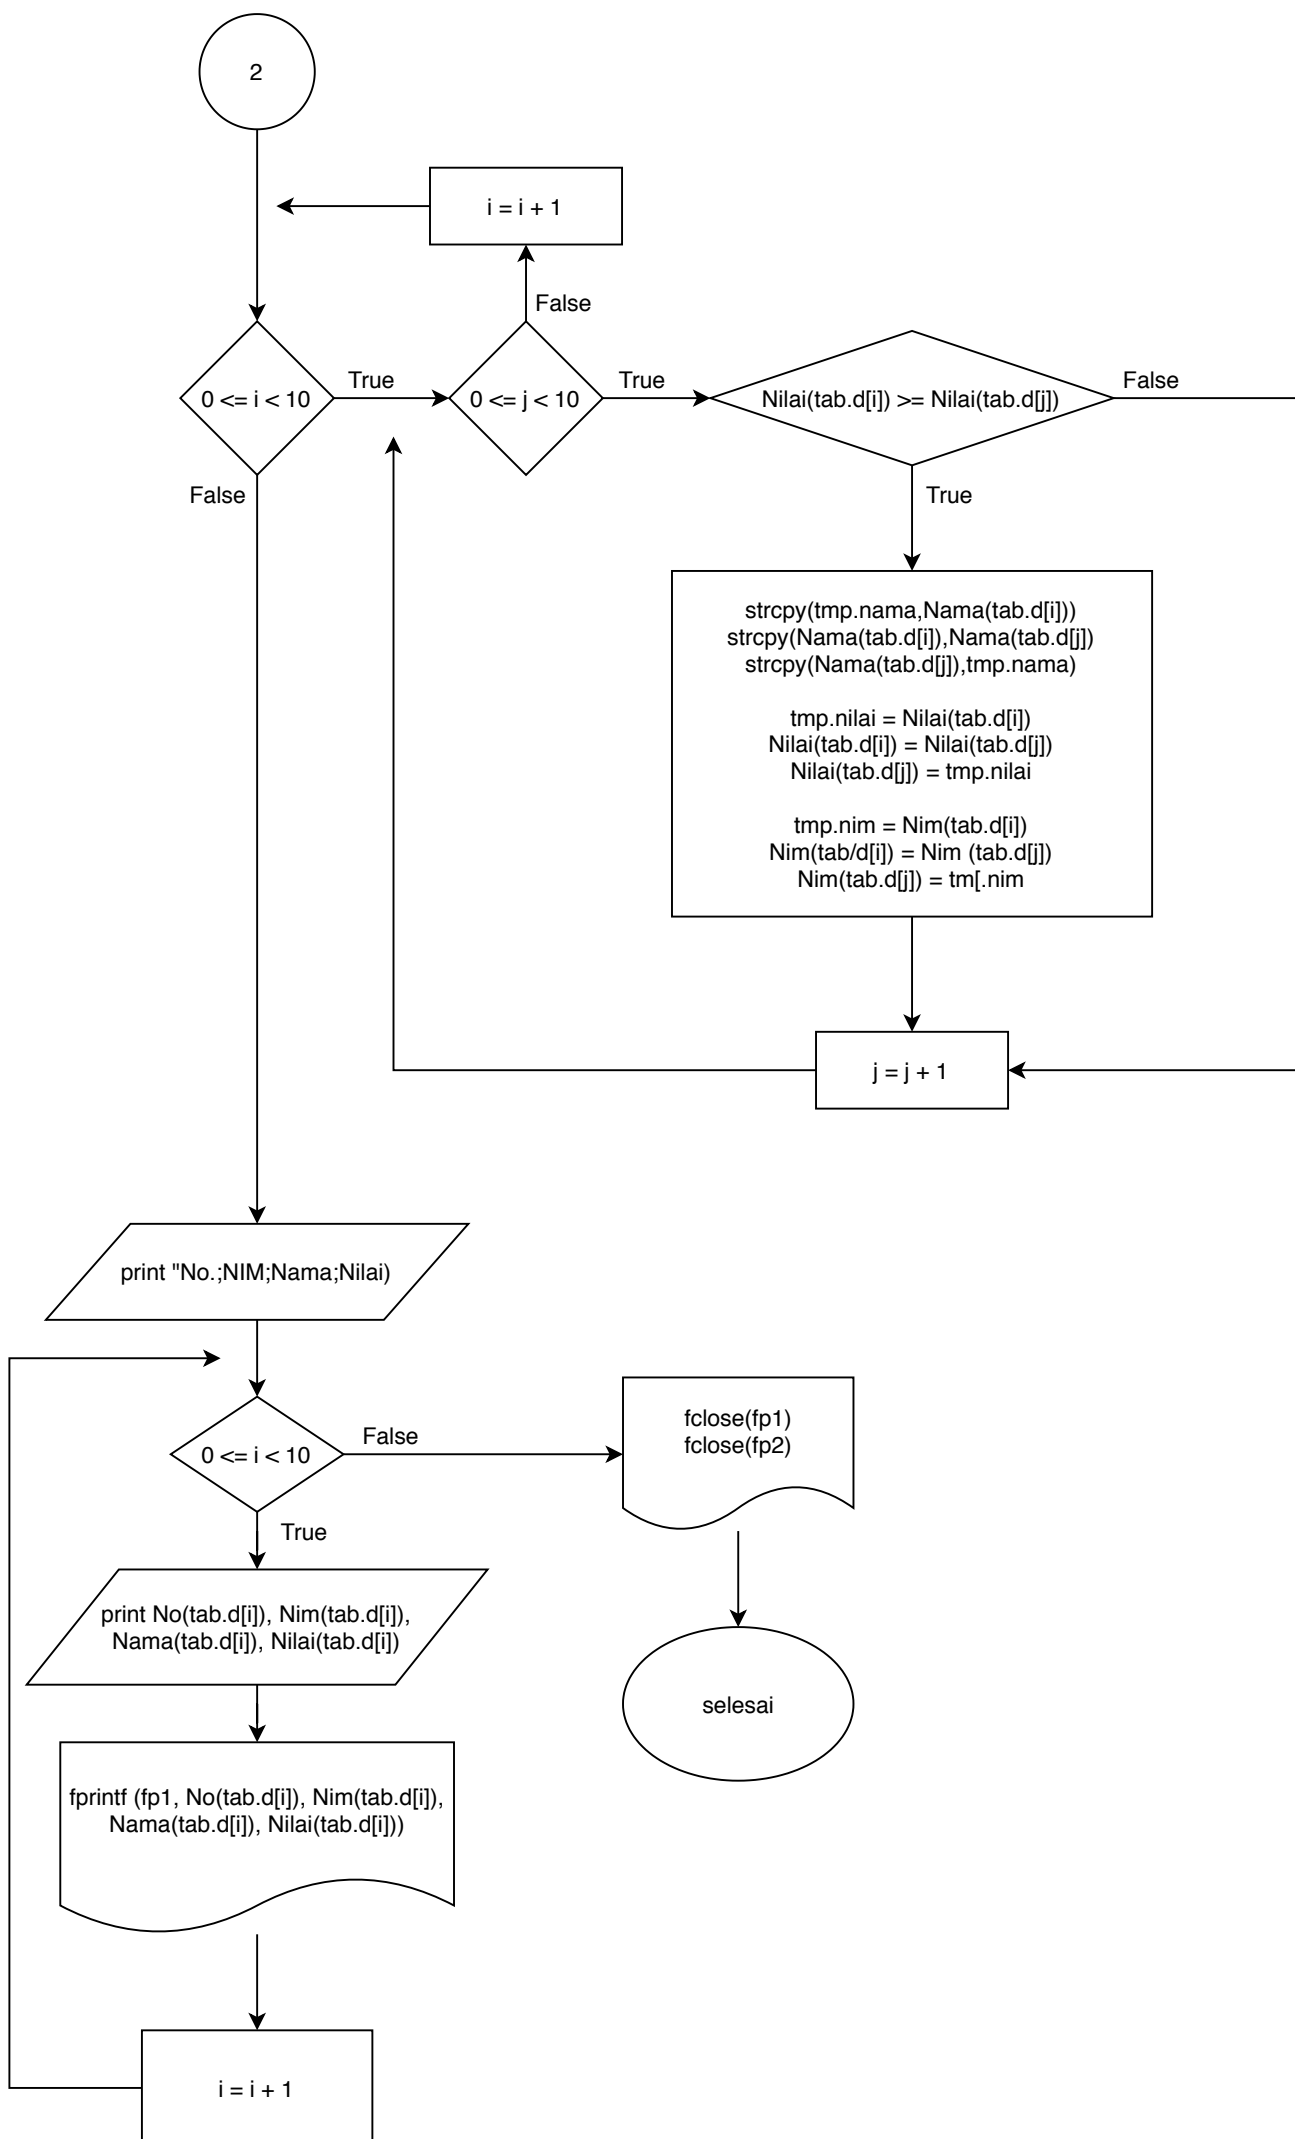 2
i = i + 1
False
0 <= i < 10
True
0 <= j < 10
True
Nilai(tab.d[i]) >= Nilai(tab.d[j])
False
False
True
strcpy(tmp.nama,Nama(tab.d[i]))
strcpy(Nama(tab.d[i]),Nama(tab.d[j])
strcpy(Nama(tab.d[j]),tmp.nama)
tmp.nilai = Nilai(tab.d[i])
Nilai(tab.d[i]) = Nilai(tab.d[j])
Nilai(tab.d[j]) = tmp.nilai
tmp.nim = Nim(tab.d[i])
Nim(tab/d[i]) = Nim (tab.d[j])
Nim(tab.d[j]) = tm[.nim
j = j + 1
print "No.;NIM;Nama;Nilai)
0 <= i < 10
False
fclose(fp1)
fclose(fp2)
True
print No(tab.d[i]), Nim(tab.d[i]),
Nama(tab.d[i]), Nilai(tab.d[i])
selesai
fprintf (fp1, No(tab.d[i]), Nim(tab.d[i]),
Nama(tab.d[i]), Nilai(tab.d[i]))
i = i + 1